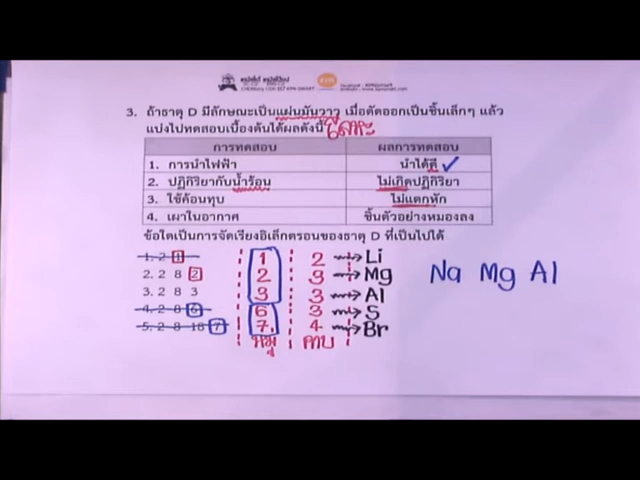 3. ถ้าธาตุ D มีลักษณะเป็นแผ่นมันวาว เมื่อตัดออกเป็นชิ้นเล็กๆ แล้ว
แบ่งไปทดสอบเบื้องต้นได้ผลดังนี้ โลหะ
การทดสอบ ผลการทดสอบ
1. การนำไฟฟ้า นำได้ดี ✓
2. ปฏิกิริยากับน้ำร้อน ไม่เกิดปฏิกิริยา
3. ใช้ค้อนทุบ ไม่แตกหัก
4. เผาในอากาศ ชิ้นตัวอย่างหมองลง
ข้อใดเป็นการจัดเรียงอิเล็กตรอนของธาตุ D ที่เป็นไปได้
1. 2 1 1 2 Li
2. 2 8 2 2 3 Mg
3. 2 8 3 3 3 Al
4. 2 8 6 6 3 S
5. 2 8 18 7 7 4 Br
หมู่ คาบ
Na Mg Al